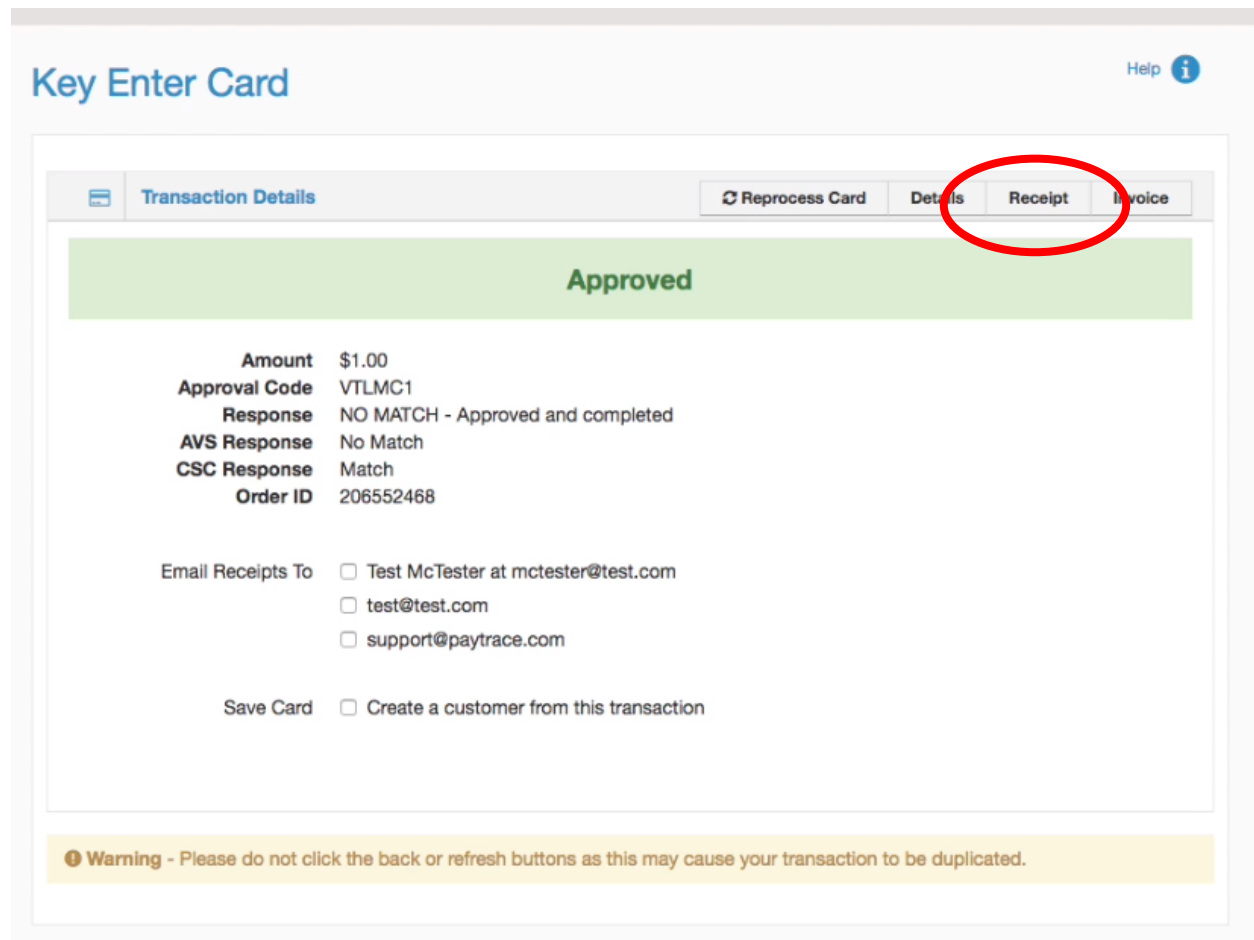 Key Enter Card
Help
Transaction Details
Reprocess Card Details Receipt Invoice
Approved
Amount $1.00
Approval Code VTLMC1
Response NO MATCH - Approved and completed
AVS Response No Match
CSC Response Match
Order ID 206552468
Email Receipts To Test McTester at mctester@test.com
test@test.com
support@paytrace.com
Save Card Create a customer from this transaction
Warning - Please do not click the back or refresh buttons as this may cause your transaction to be duplicated.